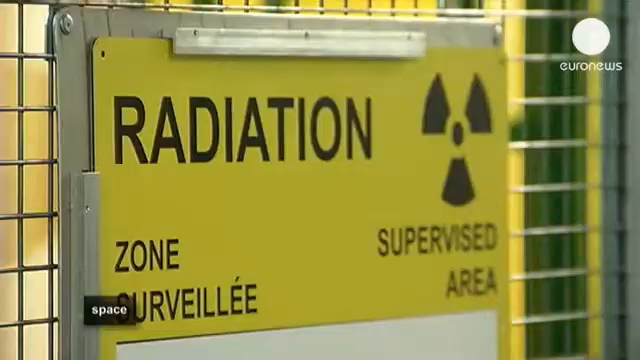 euronews
RADIATION
ZONE
SURVEILLÉE
SUPERVISED
AREA
space